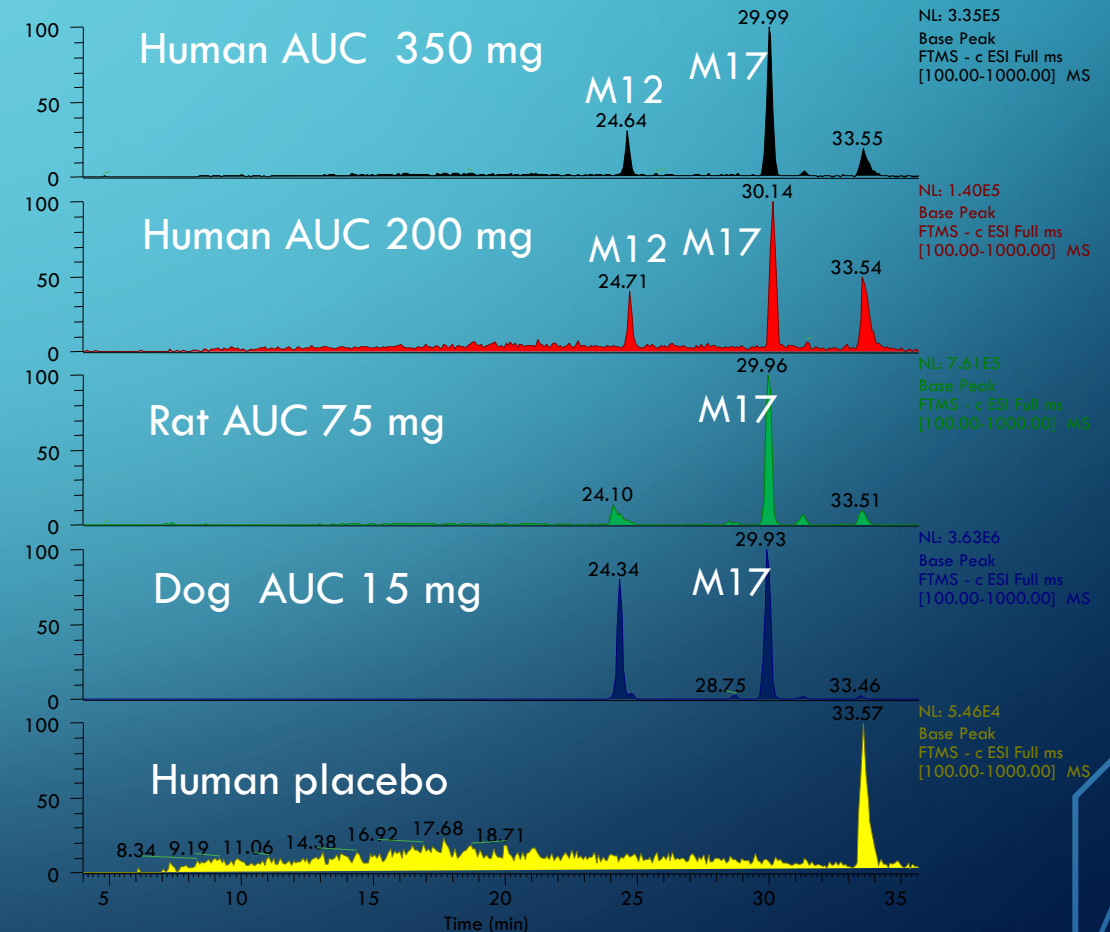 100
50
0
Human AUC 350 mg
M12
24.64
M17
29.99
33.55
NL: 3.35E5
Base Peak
FTMS - c ESI Full ms
[100.00-1000.00] MS
100
50
0
Human AUC 200 mg
M12
24.71
M17
30.14
33.54
NL: 1.40E5
Base Peak
FTMS - c ESI Full ms
[100.00-1000.00] MS
100
50
0
Rat AUC 75 mg
24.10
M17
29.96
33.51
NL: 7.61E5
Base Peak
FTMS - c ESI Full ms
[100.00-1000.00] MS
100
50
0
Dog AUC 15 mg
24.34
28.75
M17
29.93
33.46
NL: 3.63E6
Base Peak
FTMS - c ESI Full ms
[100.00-1000.00] MS
100
50
0
Human placebo
8.34 9.19 11.06 14.38 16.92 17.68 18.71
33.57
NL: 5.46E4
Base Peak
FTMS - c ESI Full ms
[100.00-1000.00] MS
5 10 15 20 25 30 35
Time (min)